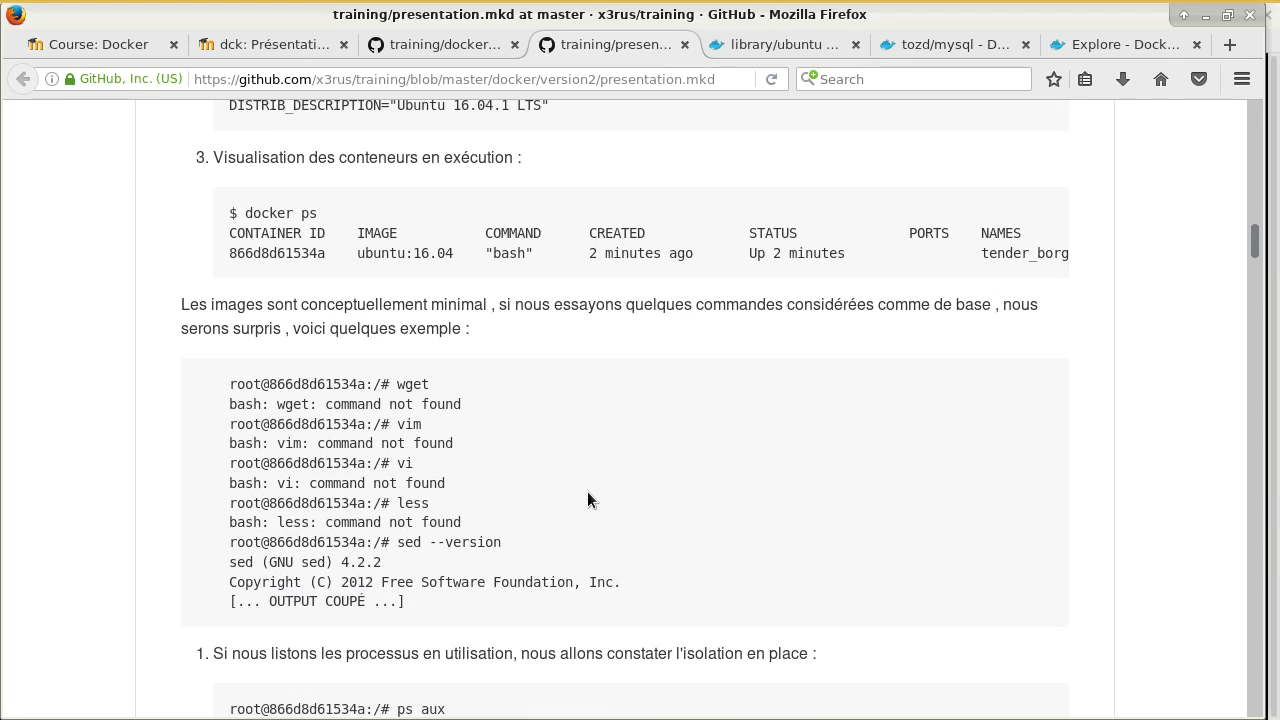 training/presentation.mkd at master · x3rus/training · GitHub - Mozilla Firefox
Course: Docker
dck: Présentati...
training/docker...
training/presen...
library/ubuntu ...
tozd/mysql - D...
Explore - Dock...
GitHub, Inc. (US)
https://github.com/x3rus/training/blob/master/docker/version2/presentation.mkd
Search
DISTRIB_DESCRIPTION="Ubuntu 16.04.1 LTS"
3. Visualisation des conteneurs en exécution :
$ docker ps
CONTAINER ID IMAGE COMMAND CREATED STATUS PORTS NAMES
866d8d61534a ubuntu:16.04 "bash" 2 minutes ago Up 2 minutes tender_borg
Les images sont conceptuellement minimal , si nous essayons quelques commandes considérées comme de base , nous
serons surpris , voici quelques exemple :
root@866d8d61534a:/# wget
bash: wget: command not found
root@866d8d61534a:/# vim
bash: vim: command not found
root@866d8d61534a:/# vi
bash: vi: command not found
root@866d8d61534a:/# less
bash: less: command not found
root@866d8d61534a:/# sed --version
sed (GNU sed) 4.2.2
Copyright (C) 2012 Free Software Foundation, Inc.
[... OUTPUT COUPÉ ...]
1. Si nous listons les processus en utilisation, nous allons constater l'isolation en place :
root@866d8d61534a:/# ps aux